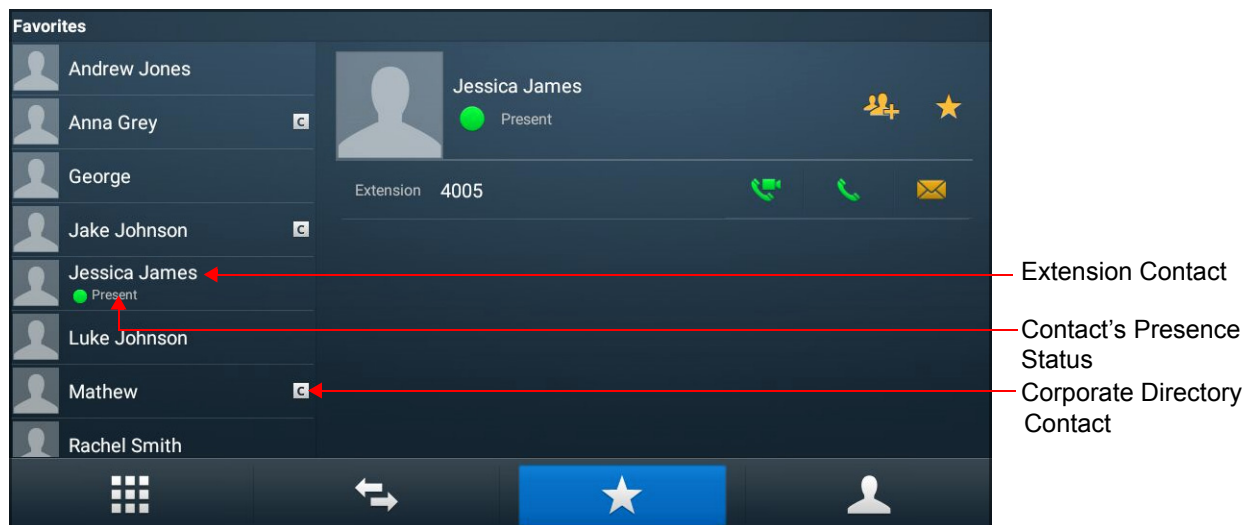 Favorites
Andrew Jones
Anna Grey C
George
Jake Johnson C
Jessica James
Present
Luke Johnson
Mathew C
Rachel Smith
Jessica James
Present
Extension 4005
Extension Contact
Contact’s Presence
Status
Corporate Directory
Contact